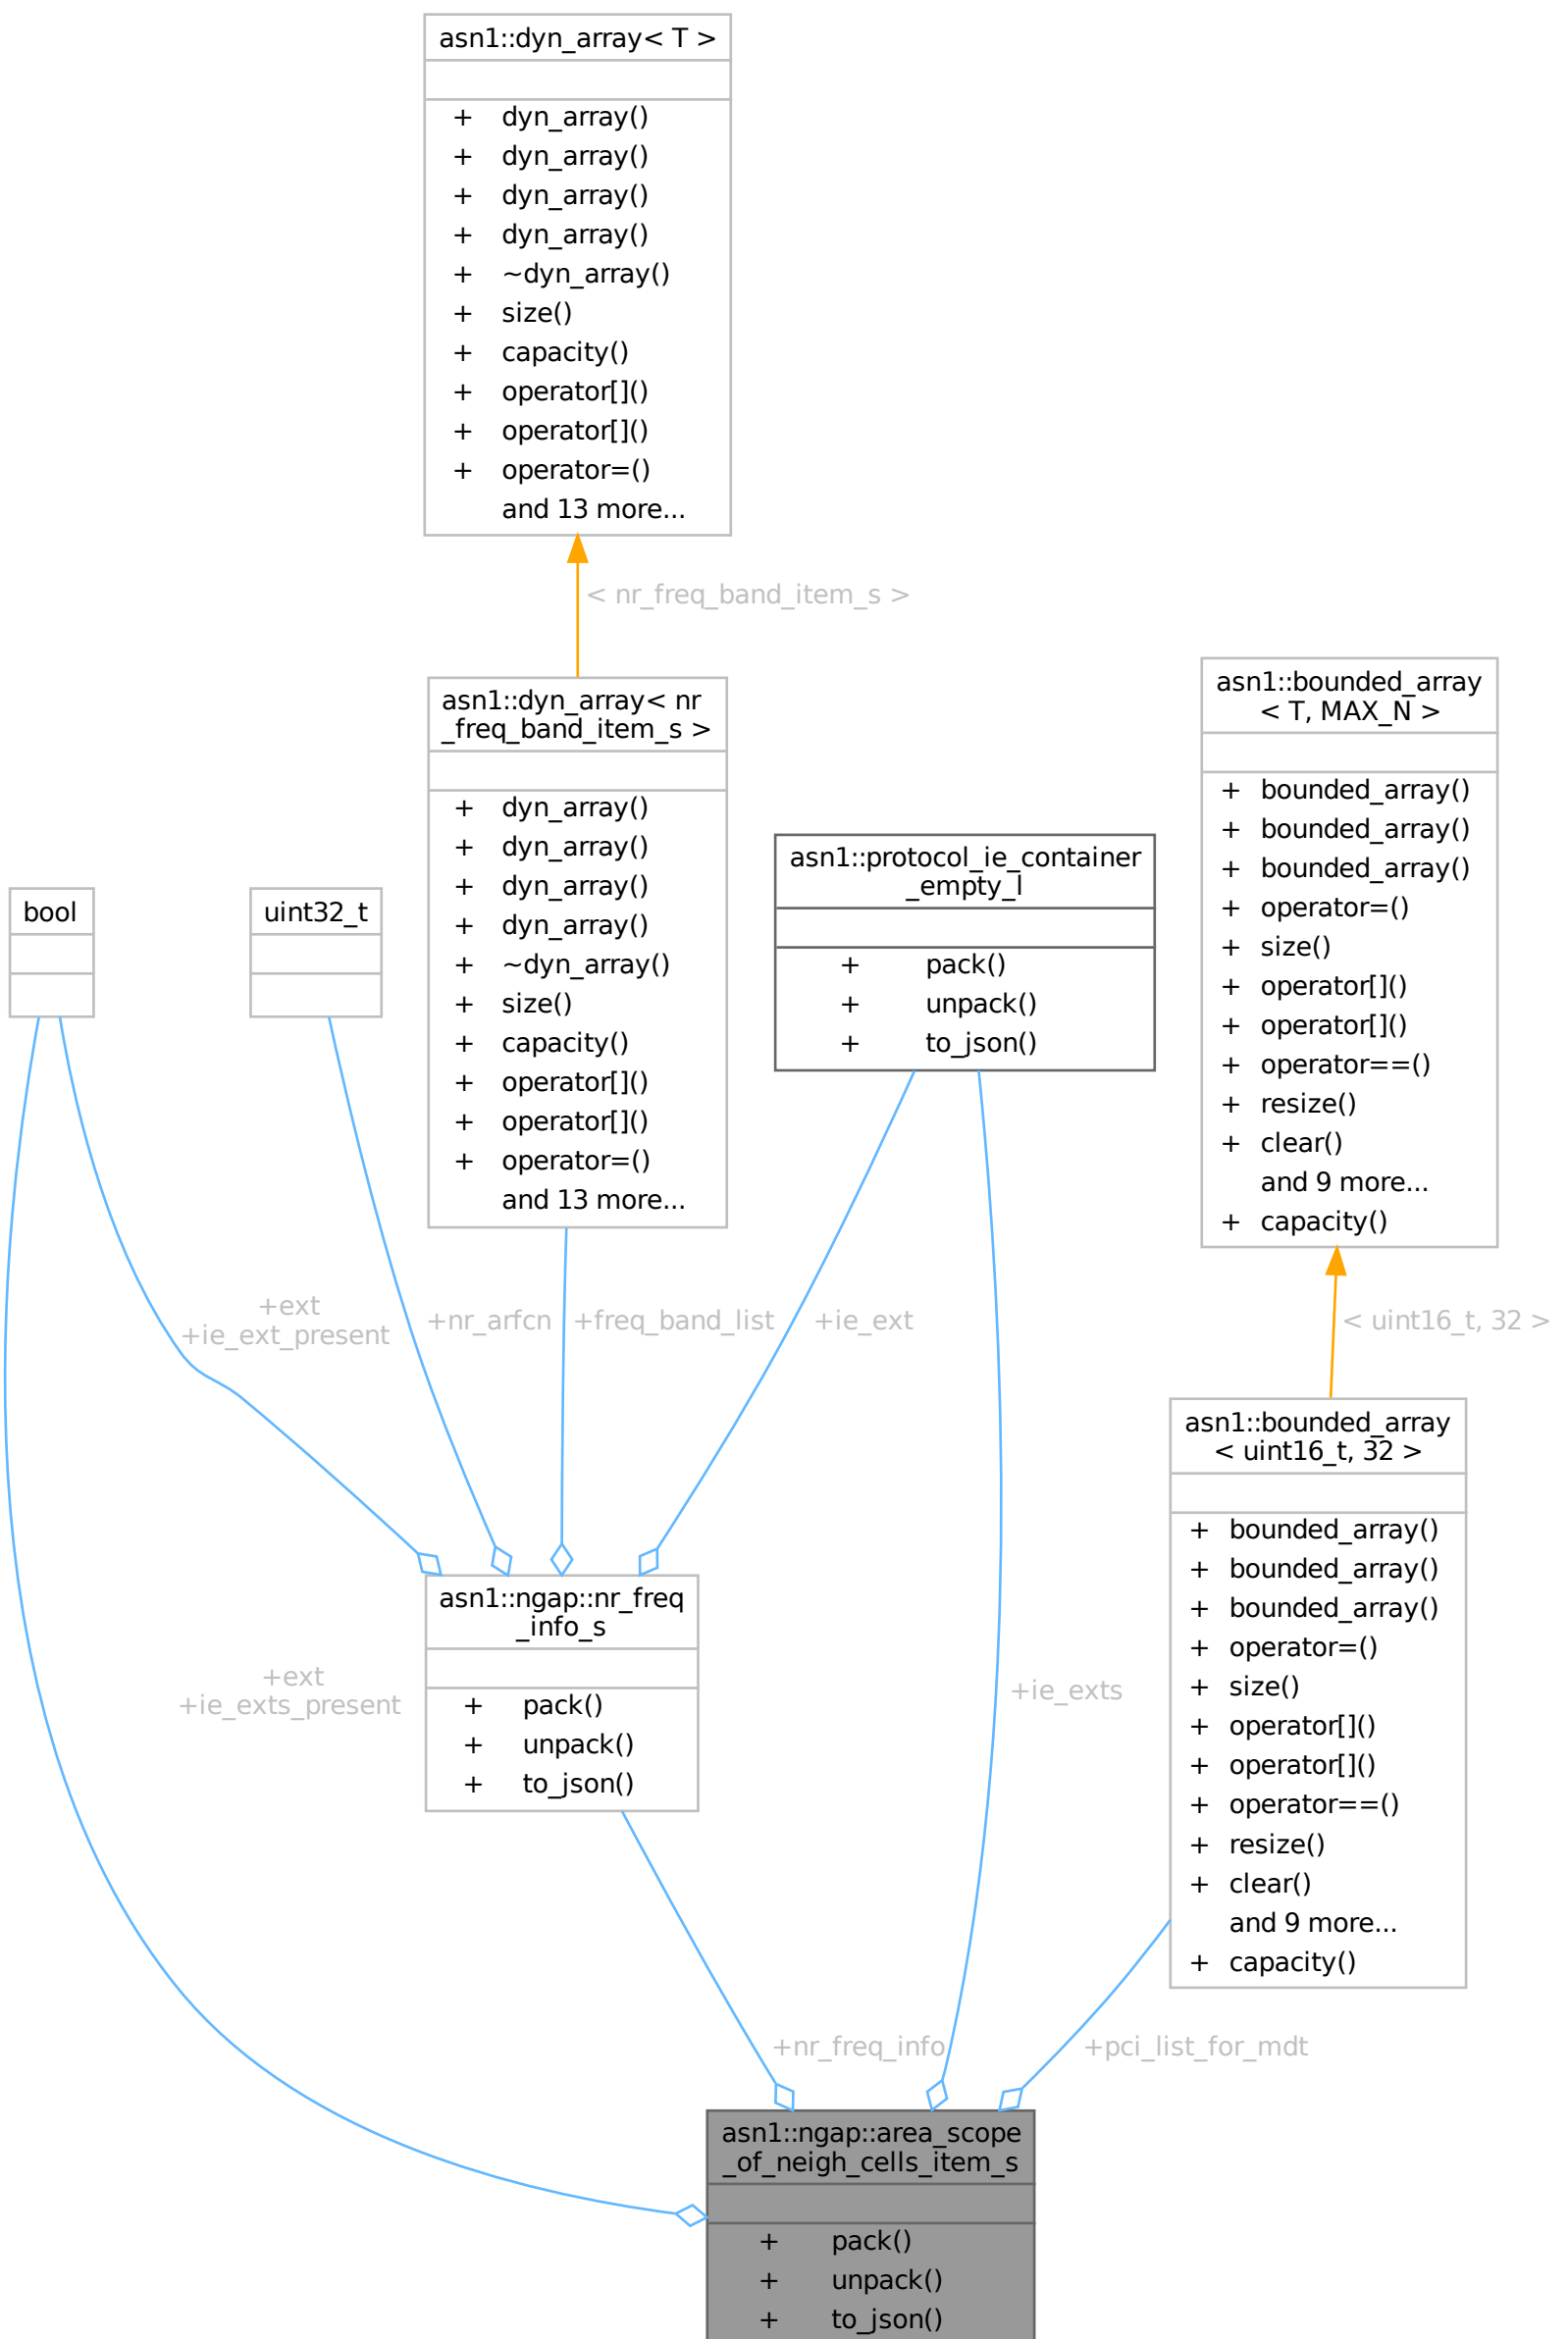 asn1::dyn_array< T >
+ dyn_array()
+ dyn_array()
+ dyn_array()
+ dyn_array()
+ ~dyn_array()
+ size()
+ capacity()
+ operator[]()
+ operator[]()
+ operator=()
and 13 more...
< nr_freq_band_item_s >
asn1::dyn_array< nr
_freq_band_item_s >
+ dyn_array()
+ dyn_array()
+ dyn_array()
+ dyn_array()
+ ~dyn_array()
+ size()
+ capacity()
+ operator[]()
+ operator[]()
+ operator=()
and 13 more...
asn1::bounded_array
< T, MAX_N >
+ bounded_array()
+ bounded_array()
+ bounded_array()
+ operator=()
+ size()
+ operator[]()
+ operator[]()
+ operator==()
+ resize()
+ clear()
and 9 more...
+ capacity()
asn1::protocol_ie_container
_empty_l
+ pack()
+ unpack()
+ to_json()
bool
uint32_t
+ext
+ie_ext_present
+nr_arfcn
+freq_band_list
+ie_ext
< uint16_t, 32 >
asn1::bounded_array
< uint16_t, 32 >
+ bounded_array()
+ bounded_array()
+ bounded_array()
+ operator=()
+ size()
+ operator[]()
+ operator[]()
+ operator==()
+ resize()
+ clear()
and 9 more...
+ capacity()
asn1::ngap::nr_freq
_info_s
+ pack()
+ unpack()
+ to_json()
+ext
+ie_exts_present
+ie_exts
+nr_freq_info
+pci_list_for_mdt
asn1::ngap::area_scope
_of_neigh_cells_item_s
+ pack()
+ unpack()
+ to_json()